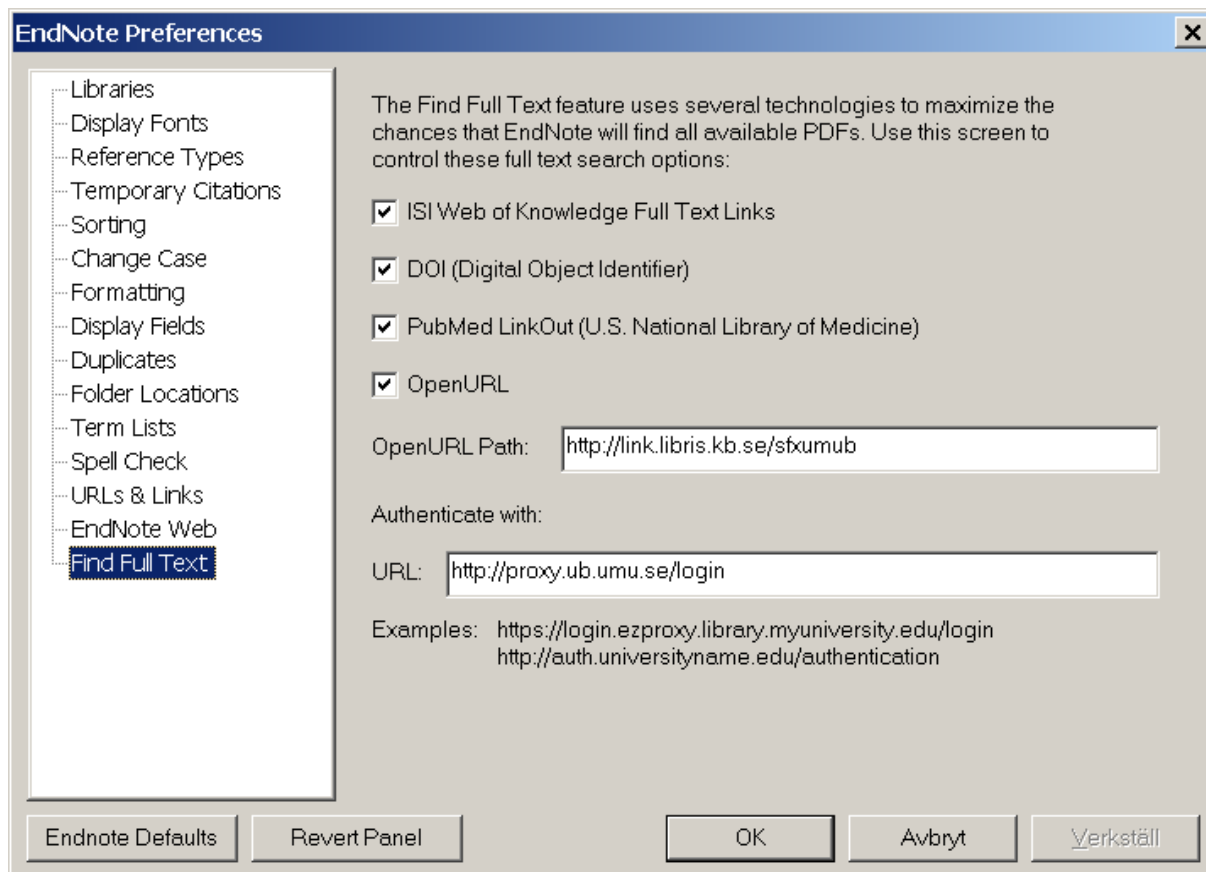 EndNote Preferences
Libraries
Display Fonts
Reference Types
Temporary Citations
Sorting
Change Case
Formatting
Display Fields
Duplicates
Folder Locations
Term Lists
Spell Check
URLs & Links
EndNote Web
Find Full Text
The Find Full Text feature uses several technologies to maximize the
chances that EndNote will find all available PDFs. Use this screen to
control these full text search options:
ISI Web of Knowledge Full Text Links
DOI (Digital Object Identifier)
PubMed LinkOut (U.S. National Library of Medicine)
OpenURL
OpenURL Path: http://link.libris.kb.se/sfxumub
Authenticate with:
URL: http://proxy.ub.umu.se/login
Examples: https://login.ezproxy.library.myuniversity.edu/login
http://auth.universityname.edu/authentication
Endnote Defaults Revert Panel OK Avbryt Verkställ